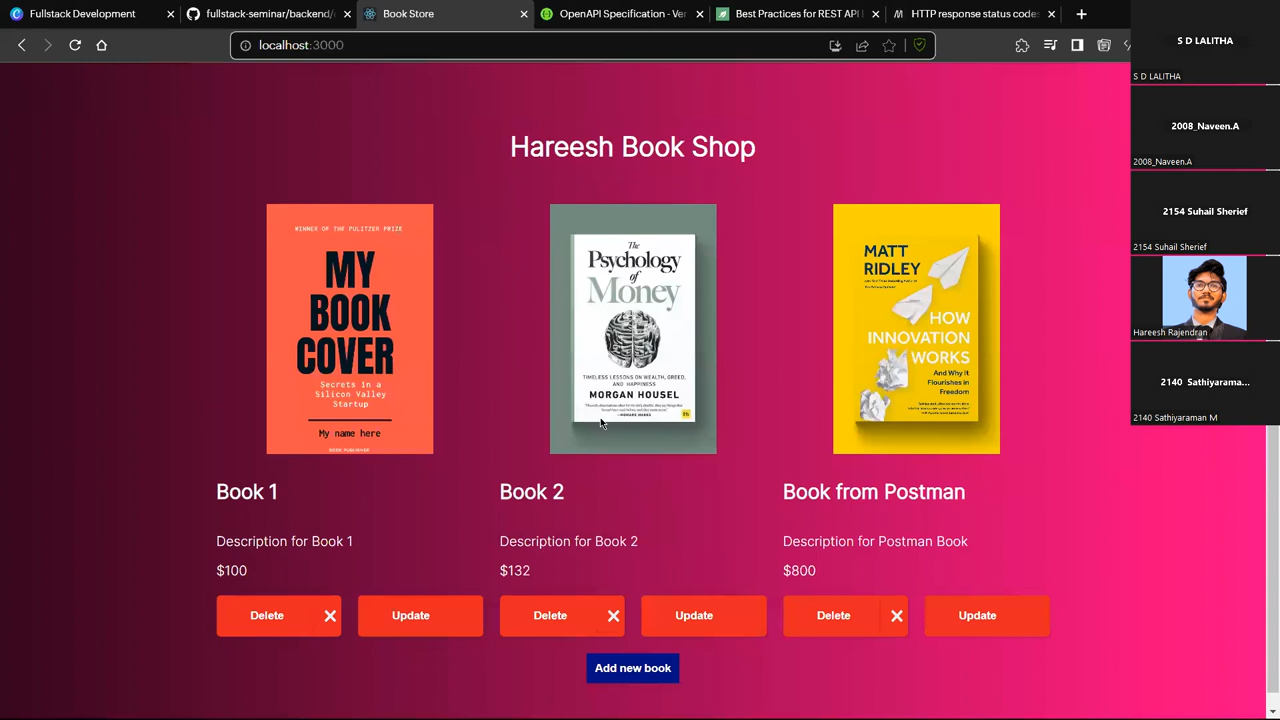 Fullstack Development
fullstack-seminar/backend/
Book Store
OpenAPI Specification - Ver
Best Practices for REST API
HTTP response status codes
localhost:3000
Hareesh Book Shop
WINNER OF THE PULITZER PRIZE
MY
BOOK
COVER
Secrets in a
Silicon Valley
Startup
My name here
BOOK PUBLISHER
The
Psychology
of
Money
TIMELESS LESSONS ON WEALTH, GREED,
AND HAPPINESS
MORGAN HOUSEL
MATT
RIDLEY
HOW
INNOVATION
WORKS
And Why It
Flourishes in
Freedom
Book 1
Description for Book 1
$100
Delete
Update
Book 2
Description for Book 2
$132
Delete
Update
Book from Postman
Description for Postman Book
$800
Delete
Update
Add new book
S D LALITHA
S D LALITHA
2008_Naveen.A
2008_Naveen.A
2154 Suhail Sherief
2154 Suhail Sherief
Hareesh Rajendran
2140 Sathiyarama...
2140 Sathiyaraman M